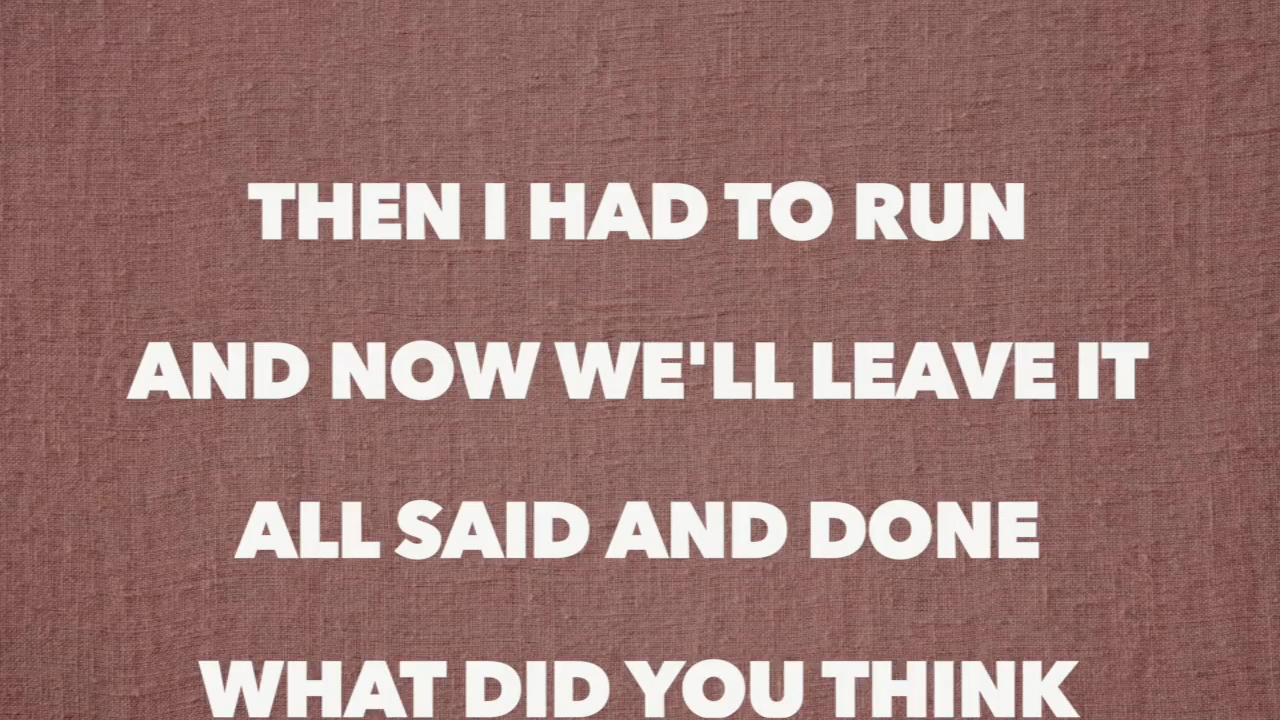 THEN I HAD TO RUN
AND NOW WE'LL LEAVE IT
ALL SAID AND DONE
WHAT DID YOU THINK